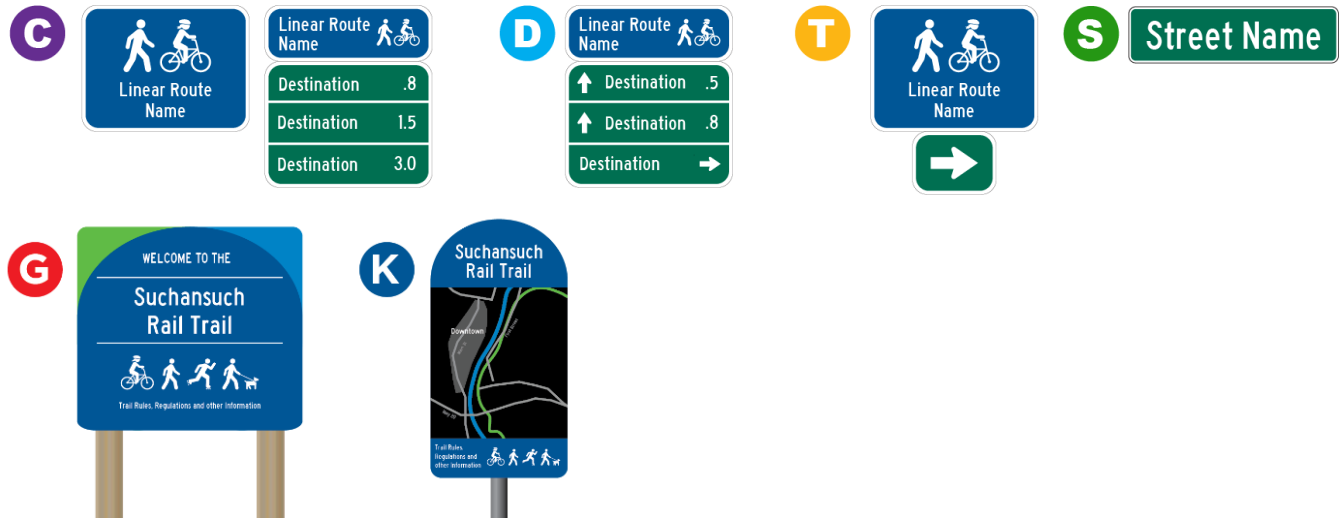 C
Linear Route
Name
Linear Route
Name
Destination .8
Destination 1.5
Destination 3.0
D
Linear Route
Name
Destination .5
Destination .8
Destination
T
Linear Route
Name
S
Street Name
G
WELCOME TO THE
Suchansuch
Rail Trail
Trail Rules, Regulations and other Information
K
Suchansuch
Rail Trail
Downtown
Trail Rules,
Regulations and
other Information